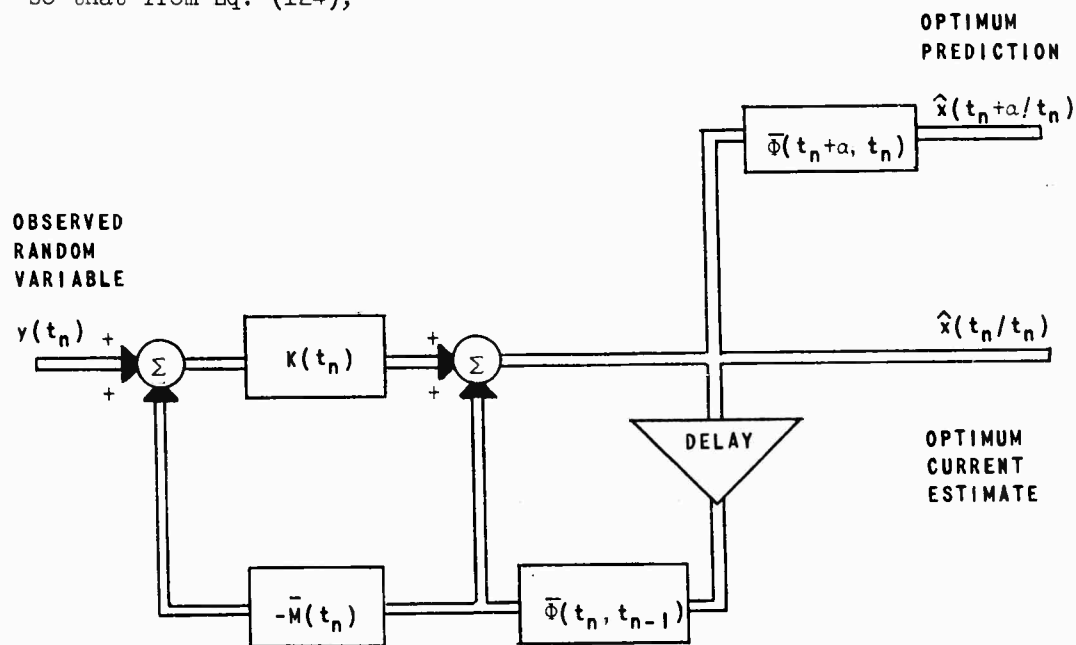 so that from Eq. (124),
OPTIMUM
PREDICTION
x̂(tₙ+α/tₙ)
Φ̄(tₙ+α, tₙ)
OBSERVED
RANDOM
VARIABLE
y(tₙ)
+
+
Σ
K(tₙ)
+
+
Σ
x̂(tₙ/tₙ)
DELAY
OPTIMUM
CURRENT
ESTIMATE
-M̄(tₙ)
Φ̄(tₙ, tₙ₋₁)